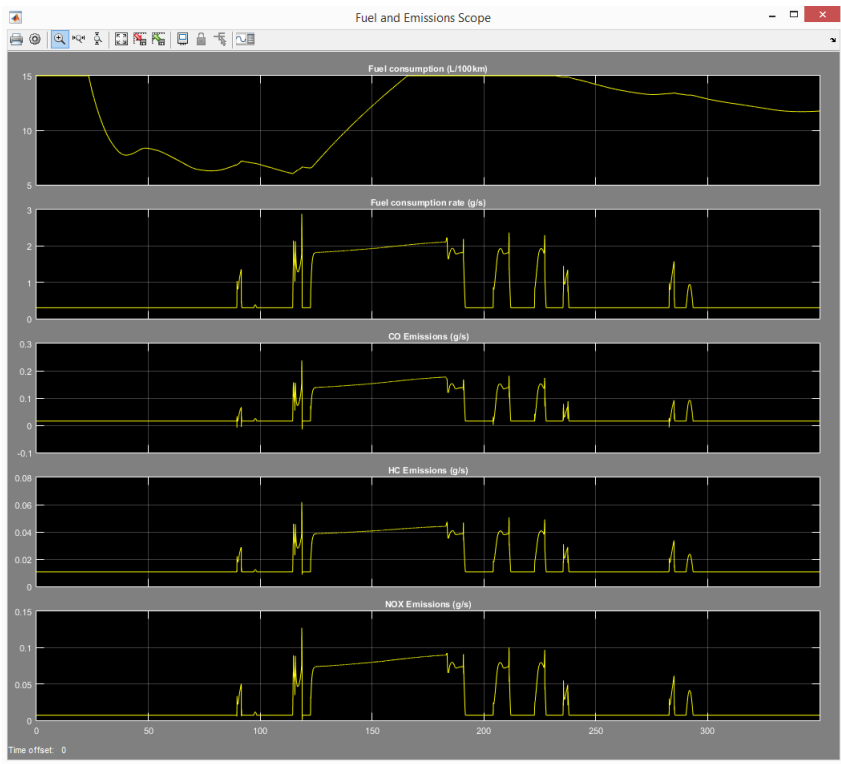 Fuel and Emissions Scope
Fuel consumption (L/100km)
15
10
5
Fuel consumption rate (g/s)
3
2
1
0
CO Emissions (g/s)
0.3
0.2
0.1
0
-0.1
HC Emissions (g/s)
0.08
0.06
0.04
0.02
0
NOX Emissions (g/s)
0.15
0.1
0.05
0
0 50 100 150 200 250 300
Time offset: 0